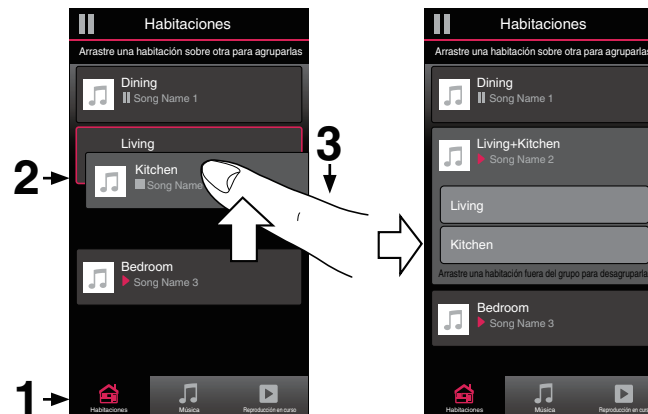 Habitaciones
Arrastre una habitación sobre otra para agruparlas
Dining
Song Name 1
Living
Kitchen
Song Name
Bedroom
Song Name 3
Habitaciones
Música
Reproducción en curso
1
2
3
Habitaciones
Arrastre una habitación sobre otra para agruparlas
Dining
Song Name 1
Living+Kitchen
Song Name 2
Living
Kitchen
Arrastre una habitación fuera del grupo para desagruparla
Bedroom
Song Name 3
Habitaciones
Música
Reproducción en curso